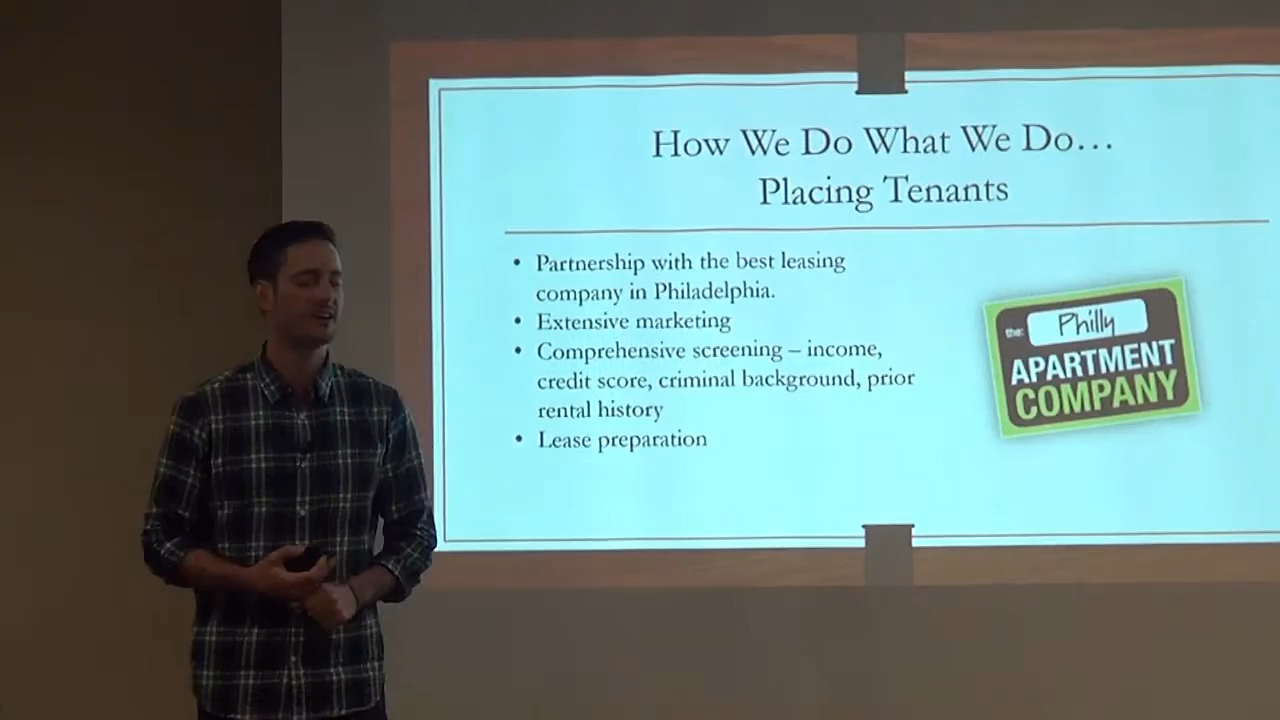 How We Do What We Do…
Placing Tenants
• Partnership with the best leasing
company in Philadelphia.
• Extensive marketing
• Comprehensive screening – income,
credit score, criminal background, prior
rental history
• Lease preparation
the: Philly
APARTMENT
COMPANY